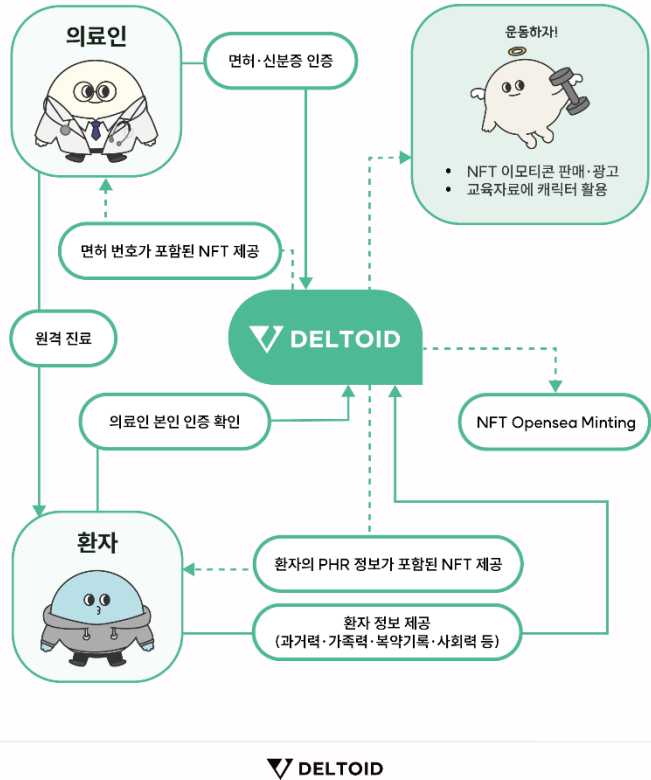 의료인
면허·신분증 인증
운동하자!
• NFT 이모티콘 판매·광고
• 교육자료에 캐릭터 활용
면허 번호가 포함된 NFT 제공
원격 진료
DELTOID
의료인 본인 인증 확인
NFT Opensea Minting
환자
환자의 PHR 정보가 포함된 NFT 제공
환자 정보 제공
(과거력·가족력·복약기록·사회력 등)
DELTOID